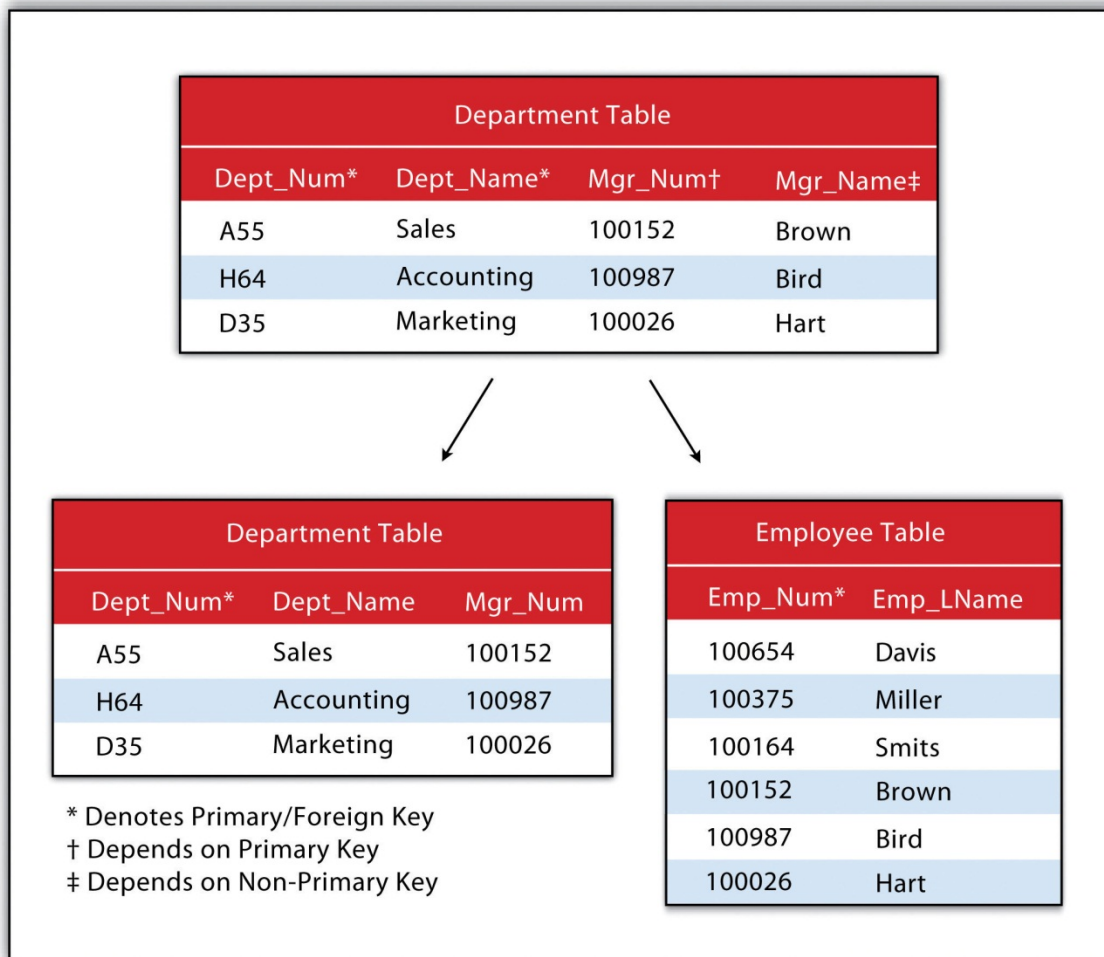 Department Table
Dept_Num* Dept_Name* Mgr_Num† Mgr_Name‡
A55 Sales 100152 Brown
H64 Accounting 100987 Bird
D35 Marketing 100026 Hart
Department Table
Dept_Num* Dept_Name Mgr_Num
A55 Sales 100152
H64 Accounting 100987
D35 Marketing 100026
* Denotes Primary/Foreign Key
† Depends on Primary Key
‡ Depends on Non-Primary Key
Employee Table
Emp_Num* Emp_LName
100654 Davis
100375 Miller
100164 Smits
100152 Brown
100987 Bird
100026 Hart